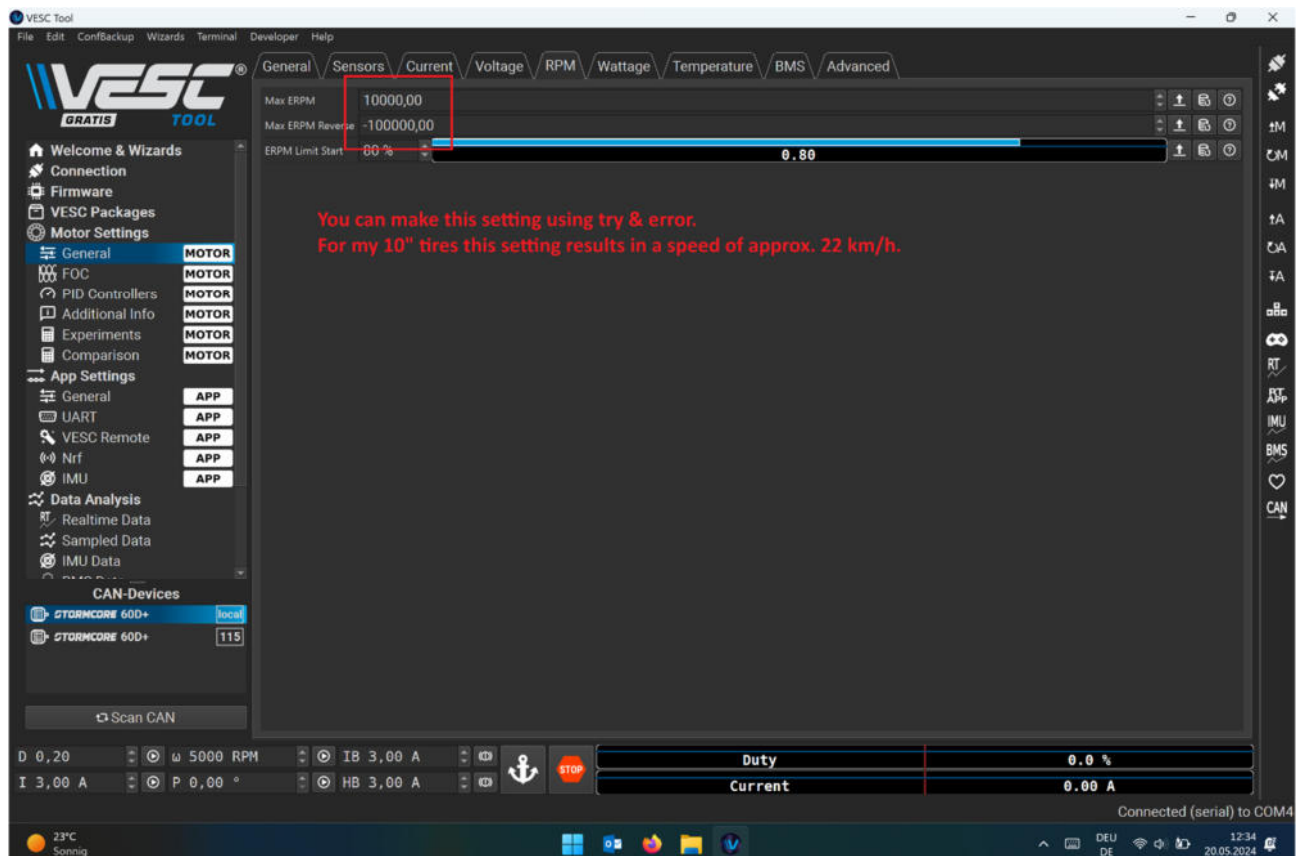 VESC Tool
File Edit ConfBackup Wizards Terminal Developer Help
VESC®
GRATIS TOOL
General Sensors Current Voltage RPM Wattage Temperature BMS Advanced
Max ERPM 10000,00
Max ERPM Reverse -100000,00
ERPM Limit Start 80 % 0.80
You can make this setting using try & error.
For my 10" tires this setting results in a speed of approx. 22 km/h.
Welcome & Wizards
Connection
Firmware
VESC Packages
Motor Settings
General MOTOR
FOC MOTOR
PID Controllers MOTOR
Additional Info MOTOR
Experiments MOTOR
Comparison MOTOR
App Settings
General APP
UART APP
VESC Remote APP
Nrf APP
IMU APP
Data Analysis
RT Realtime Data
Sampled Data
IMU Data
CAN-Devices
STORMCORE 60D+ local
STORMCORE 60D+ 115
Scan CAN
M
M
M
A
A
A
RT
RT APP
IMU
BMS
CAN
D 0,20 ω 5000 RPM IB 3,00 A
I 3,00 A P 0,00 ° HB 3,00 A
STOP
Duty 0.0 %
Current 0.00 A
Connected (serial) to COM4
23°C
Sonnig
DEU
DE
12:34
20.05.2024